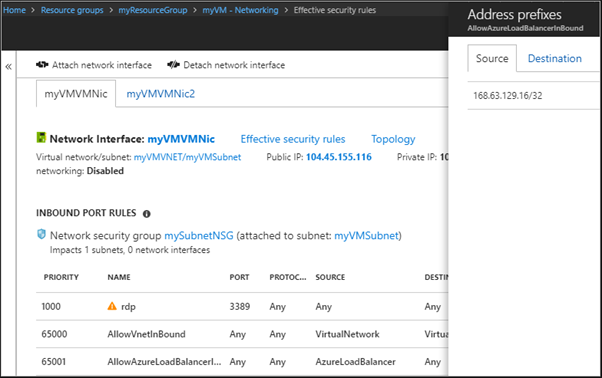 Home > Resource groups > myResourceGroup > myVM - Networking > Effective security rules
Address prefixes
AllowAzureLoadBalancerInBound
« Attach network interface Detach network interface
Source Destination
myVMVMNic myVMVMNic2
168.63.129.16/32
Network Interface: myVMVMNic Effective security rules Topology
Virtual network/subnet: myVMVNET/myVMSubnet Public IP: 104.45.155.116 Private IP: 10
networking: Disabled
INBOUND PORT RULES
Network security group mySubnetNSG (attached to subnet: myVMSubnet)
Impacts 1 subnets, 0 network interfaces
PRIORITY NAME PORT PROTOC... SOURCE DESTIN
1000 rdp 3389 Any Any Any
65000 AllowVnetInBound Any Any VirtualNetwork Virtua
65001 AllowAzureLoadBalancerI... Any Any AzureLoadBalancer Any